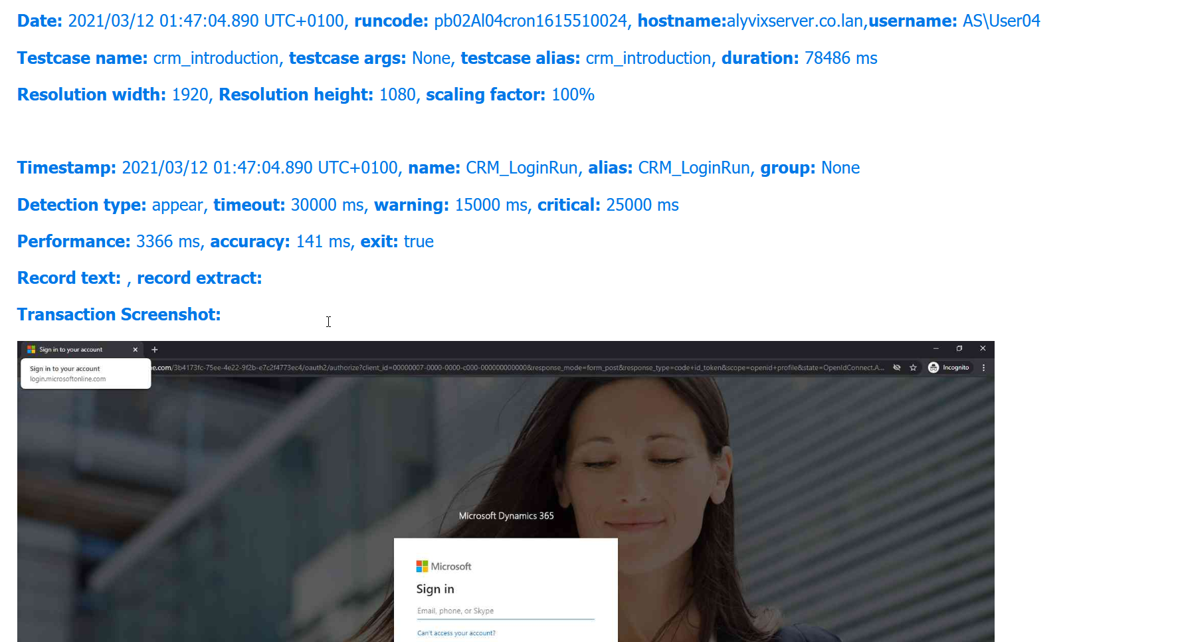 Date: 2021/03/12 01:47:04.890 UTC+0100, runcode: pb02Al04cron1615510024, hostname:alyvixserver.co.lan,username: AS\User04
Testcase name: crm_introduction, testcase args: None, testcase alias: crm_introduction, duration: 78486 ms
Resolution width: 1920, Resolution height: 1080, scaling factor: 100%
Timestamp: 2021/03/12 01:47:04.890 UTC+0100, name: CRM_LoginRun, alias: CRM_LoginRun, group: None
Detection type: appear, timeout: 30000 ms, warning: 15000 ms, critical: 25000 ms
Performance: 3366 ms, accuracy: 141 ms, exit: true
Record text: , record extract:
Transaction Screenshot:
Sign in to your account
Sign in to your account
login.microsoftonline.com
e.com/3b4173fc-75ee-4e22-9f2b-e7c2f4773ec4/oauth2/authorize?client_id=00000007-0000-0000-c000-000000000000&response_mode=form_post&response_type=code+id_token&scope=openid+profile&state=OpenIdConnect.A... Incognito
Microsoft Dynamics 365
Microsoft
Sign in
Email, phone, or Skype
Can't access your account?